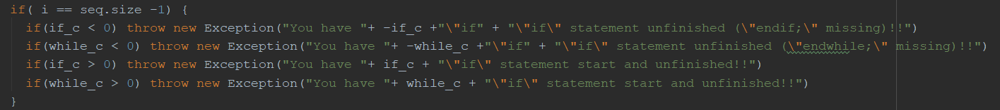 if( i == seq.size -1) {
if(if_c < 0) throw new Exception("You have "+ -if_c +"\"if" + "\"if\" statement unfinished (\"endif;\" missing)!!")
if(while_c < 0) throw new Exception("You have "+ -while_c +"\"if" + "\"if\" statement unfinished (\"endwhile;\" missing)!!")
if(if_c > 0) throw new Exception("You have "+ if_c + "\"if\" statement start and unfinished!!")
if(while_c > 0) throw new Exception("You have "+ while_c + "\"if\" statement start and unfinished!!")
}